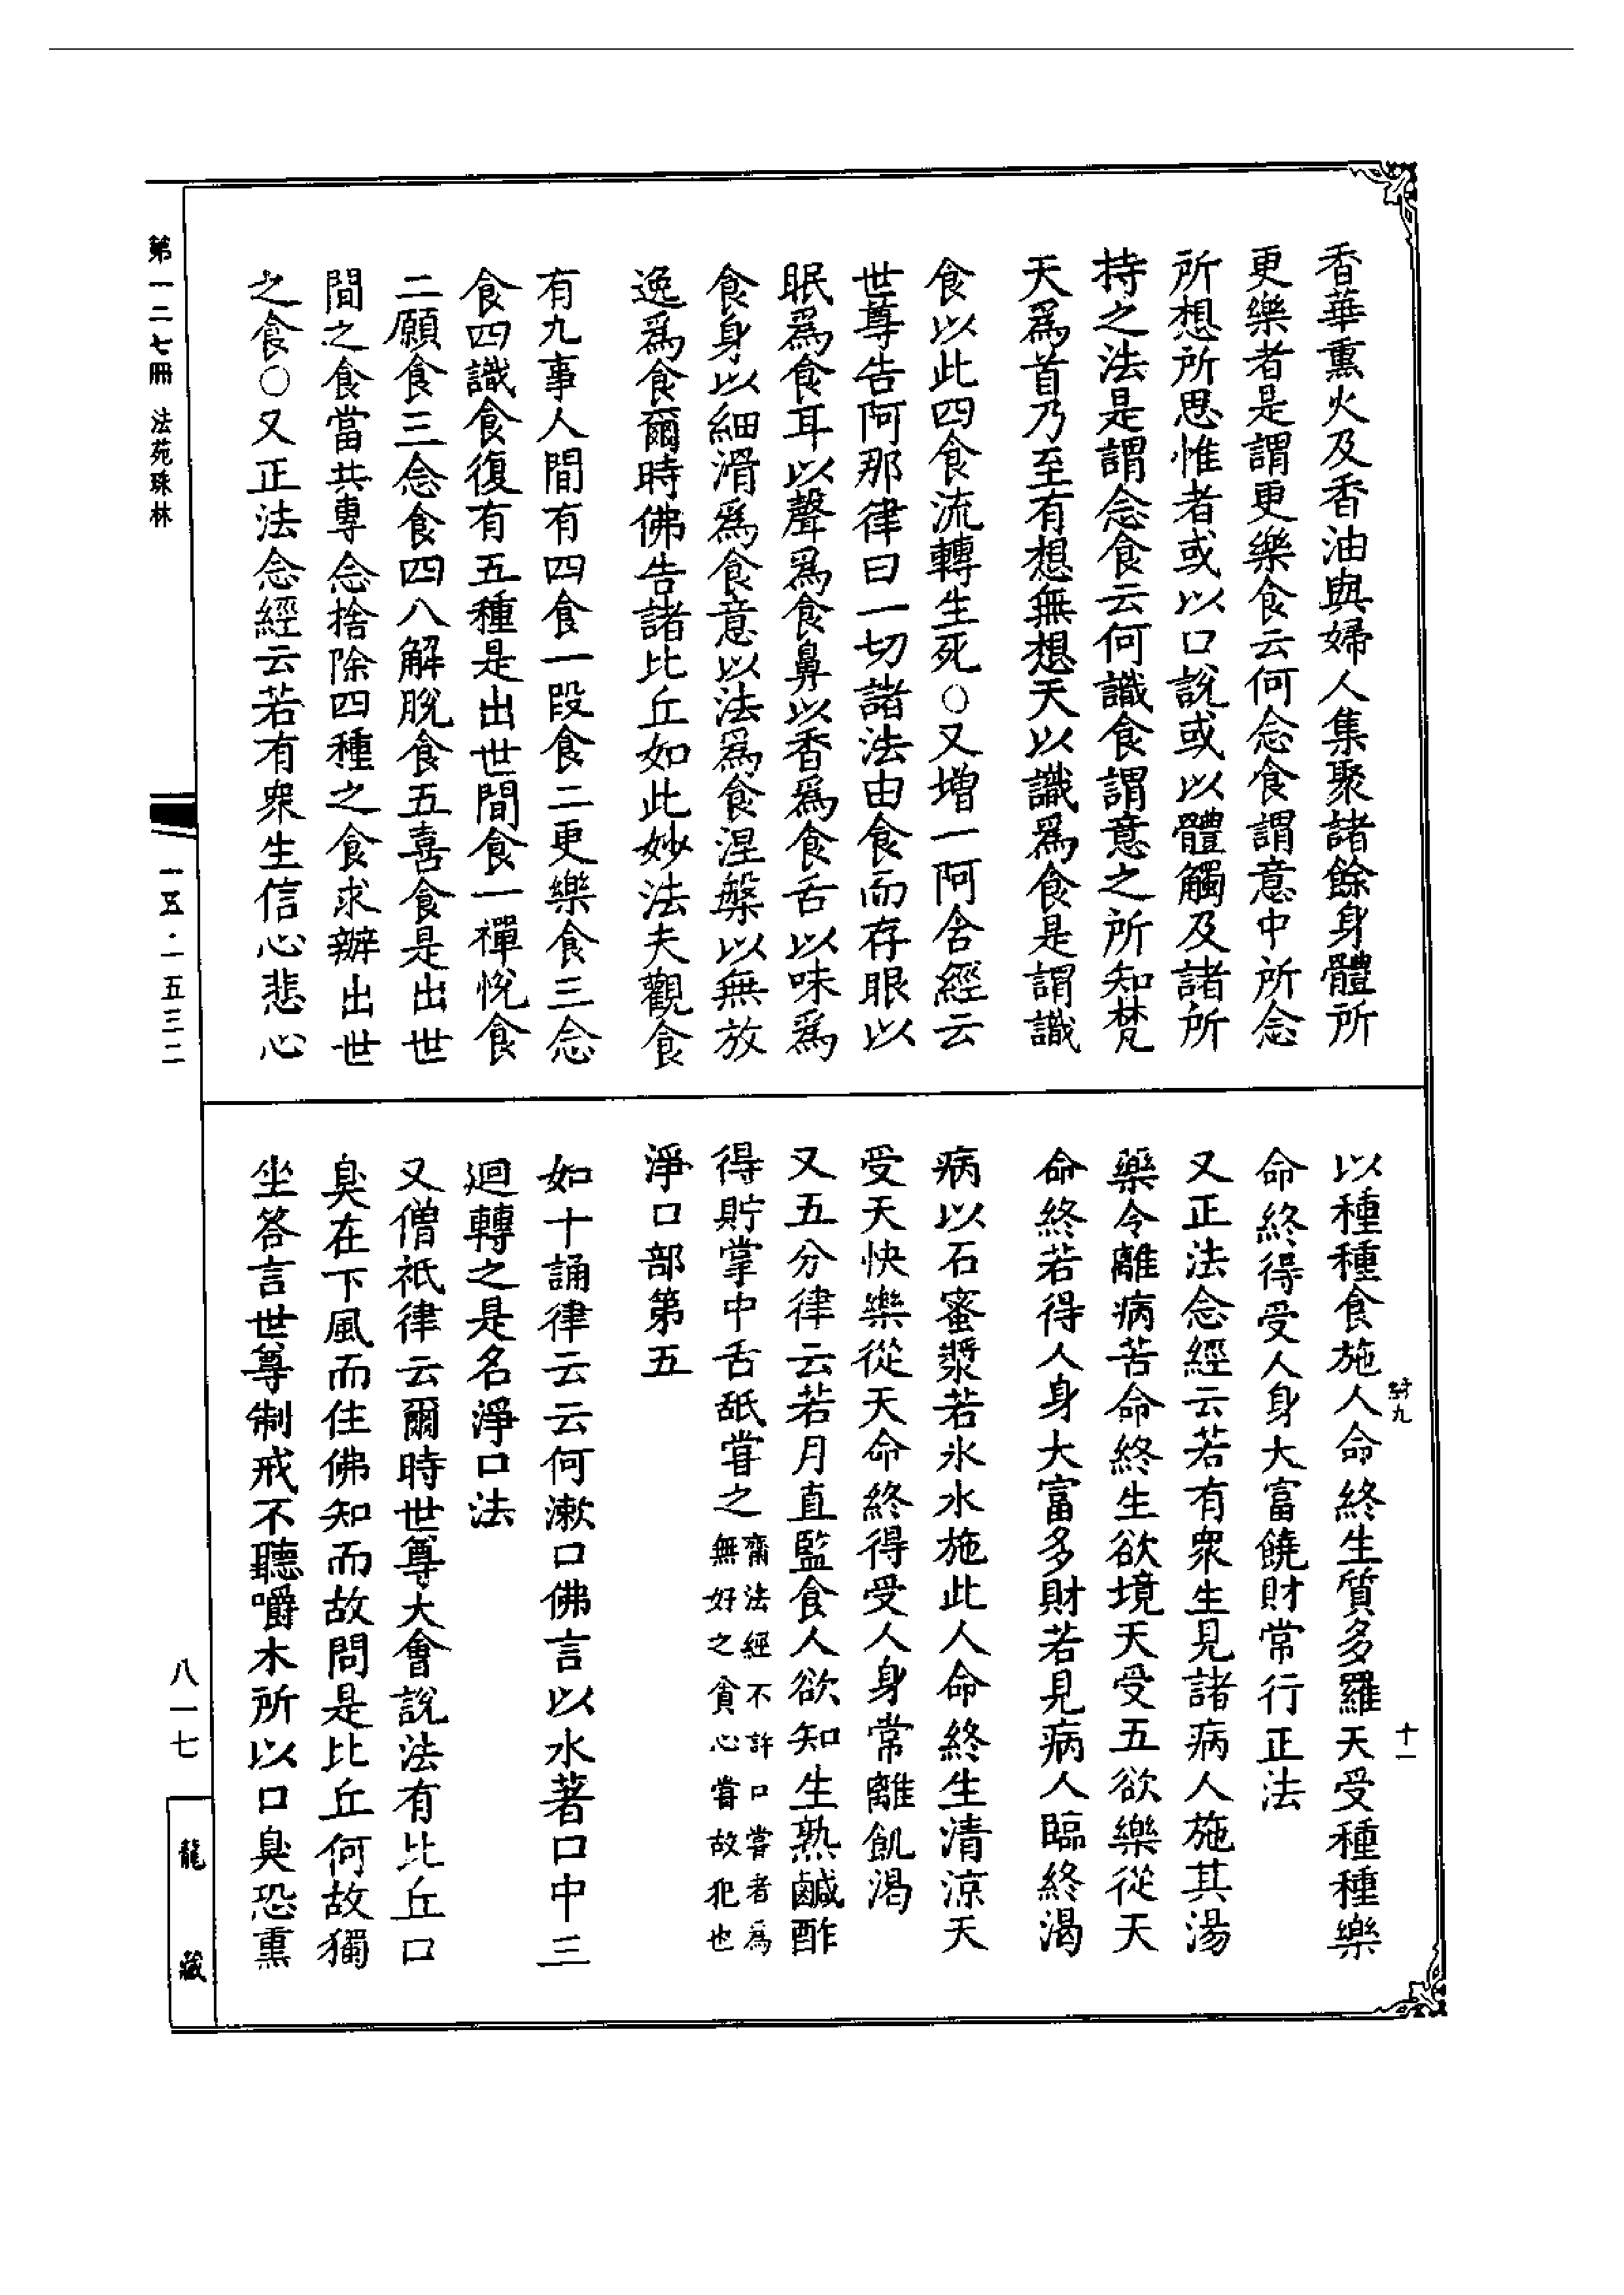 香華熏火及香油與婦人集聚諸餘身體所
更樂者是謂更樂食云何念食謂意中所念
所想所思惟者或以口說或以體觸及諸所
持之法是謂念食云何識食謂意之所知梵
天爲首乃至有想無想天以識爲食是謂識
食以此四食流轉生死○又增一阿含經云
世尊告阿那律曰一切諸法由食而存眼以
眠爲食耳以聲爲食鼻以香爲食舌以味爲
食身以細滑爲食意以法爲食涅槃以無放
逸爲食爾時佛告諸比丘如此妙法夫觀食
有九事人間有四食一段食二更樂食三念
食四識食復有五種是出世間食一禪悅食
二願食三念食四八解脫食五喜食是出世
間之食當共專念捨除四種之食求辦出世
之食○又正法念經云若有衆生信心悲心
以種種食施人命終生質多羅天受種種樂
命終得受人身大富饒財常行正法
又正法念經云若有衆生見諸病人施其湯
藥令離病苦命終生欲境天受五欲樂從天
命終若得人身大富多財若見病人臨終渴
病以石蜜漿若冰水施此人命終生清涼天
受天快樂從天命終得受人身常離飢渴
又五分律云若月直監食人欲知生熟鹹酢
得貯掌中舌舐甞之齋法經不許口甞者爲
無好之貪心甞故犯也
淨口部第五
如十誦律云云何漱口佛言以水著口中三
迴轉之是名淨口法
又僧祇律云爾時世尊大會說法有比丘口
臭在下風而住佛知而故問是比丘何故獨
坐答言世尊制戒不聽嚼木所以口臭恐熏
十一
第一二七冊 法苑珠林
一五·一五三二
八一七
龍藏